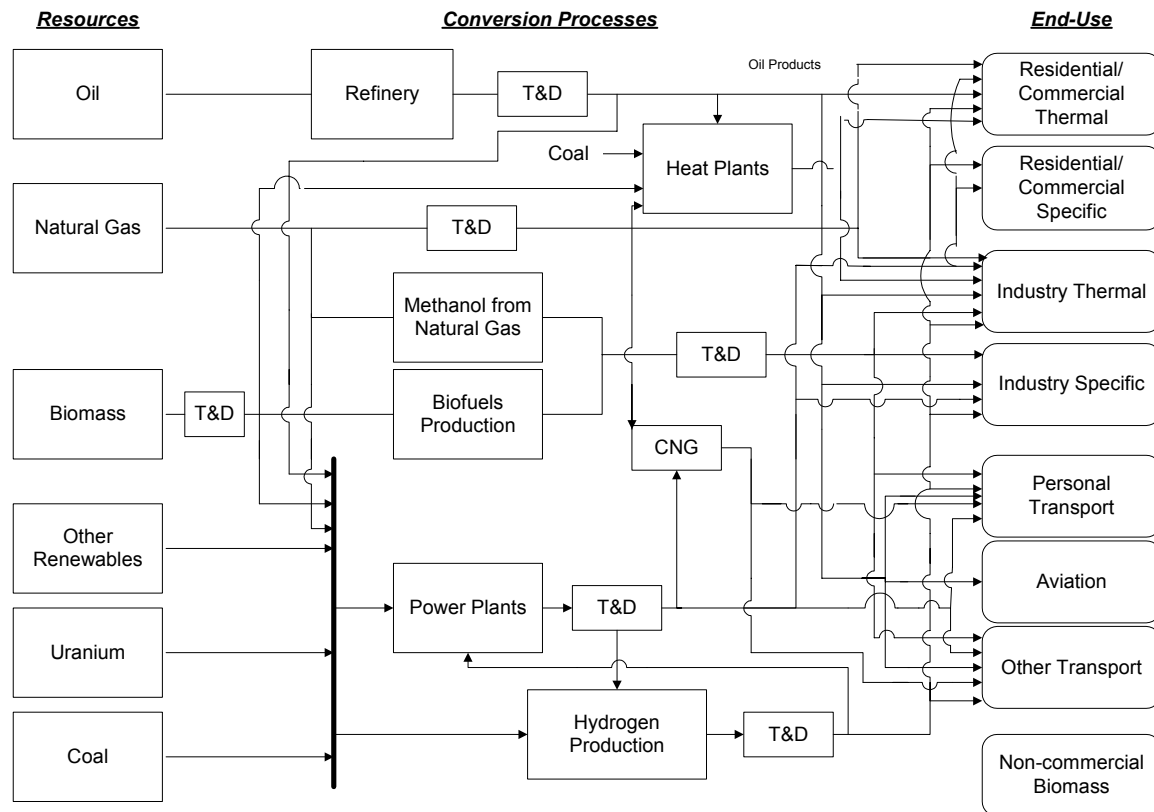 Resources
Conversion Processes
End-Use
Oil
Refinery
T&D
Oil Products
Residential/
Commercial
Thermal
Coal
Heat Plants
Residential/
Commercial
Specific
Natural Gas
T&D
Methanol from
Natural Gas
Industry Thermal
T&D
Biomass
T&D
Biofuels
Production
Industry Specific
CNG
Personal
Transport
Other
Renewables
Power Plants
T&D
Aviation
Uranium
Other Transport
Coal
Hydrogen
Production
T&D
Non-commercial
Biomass